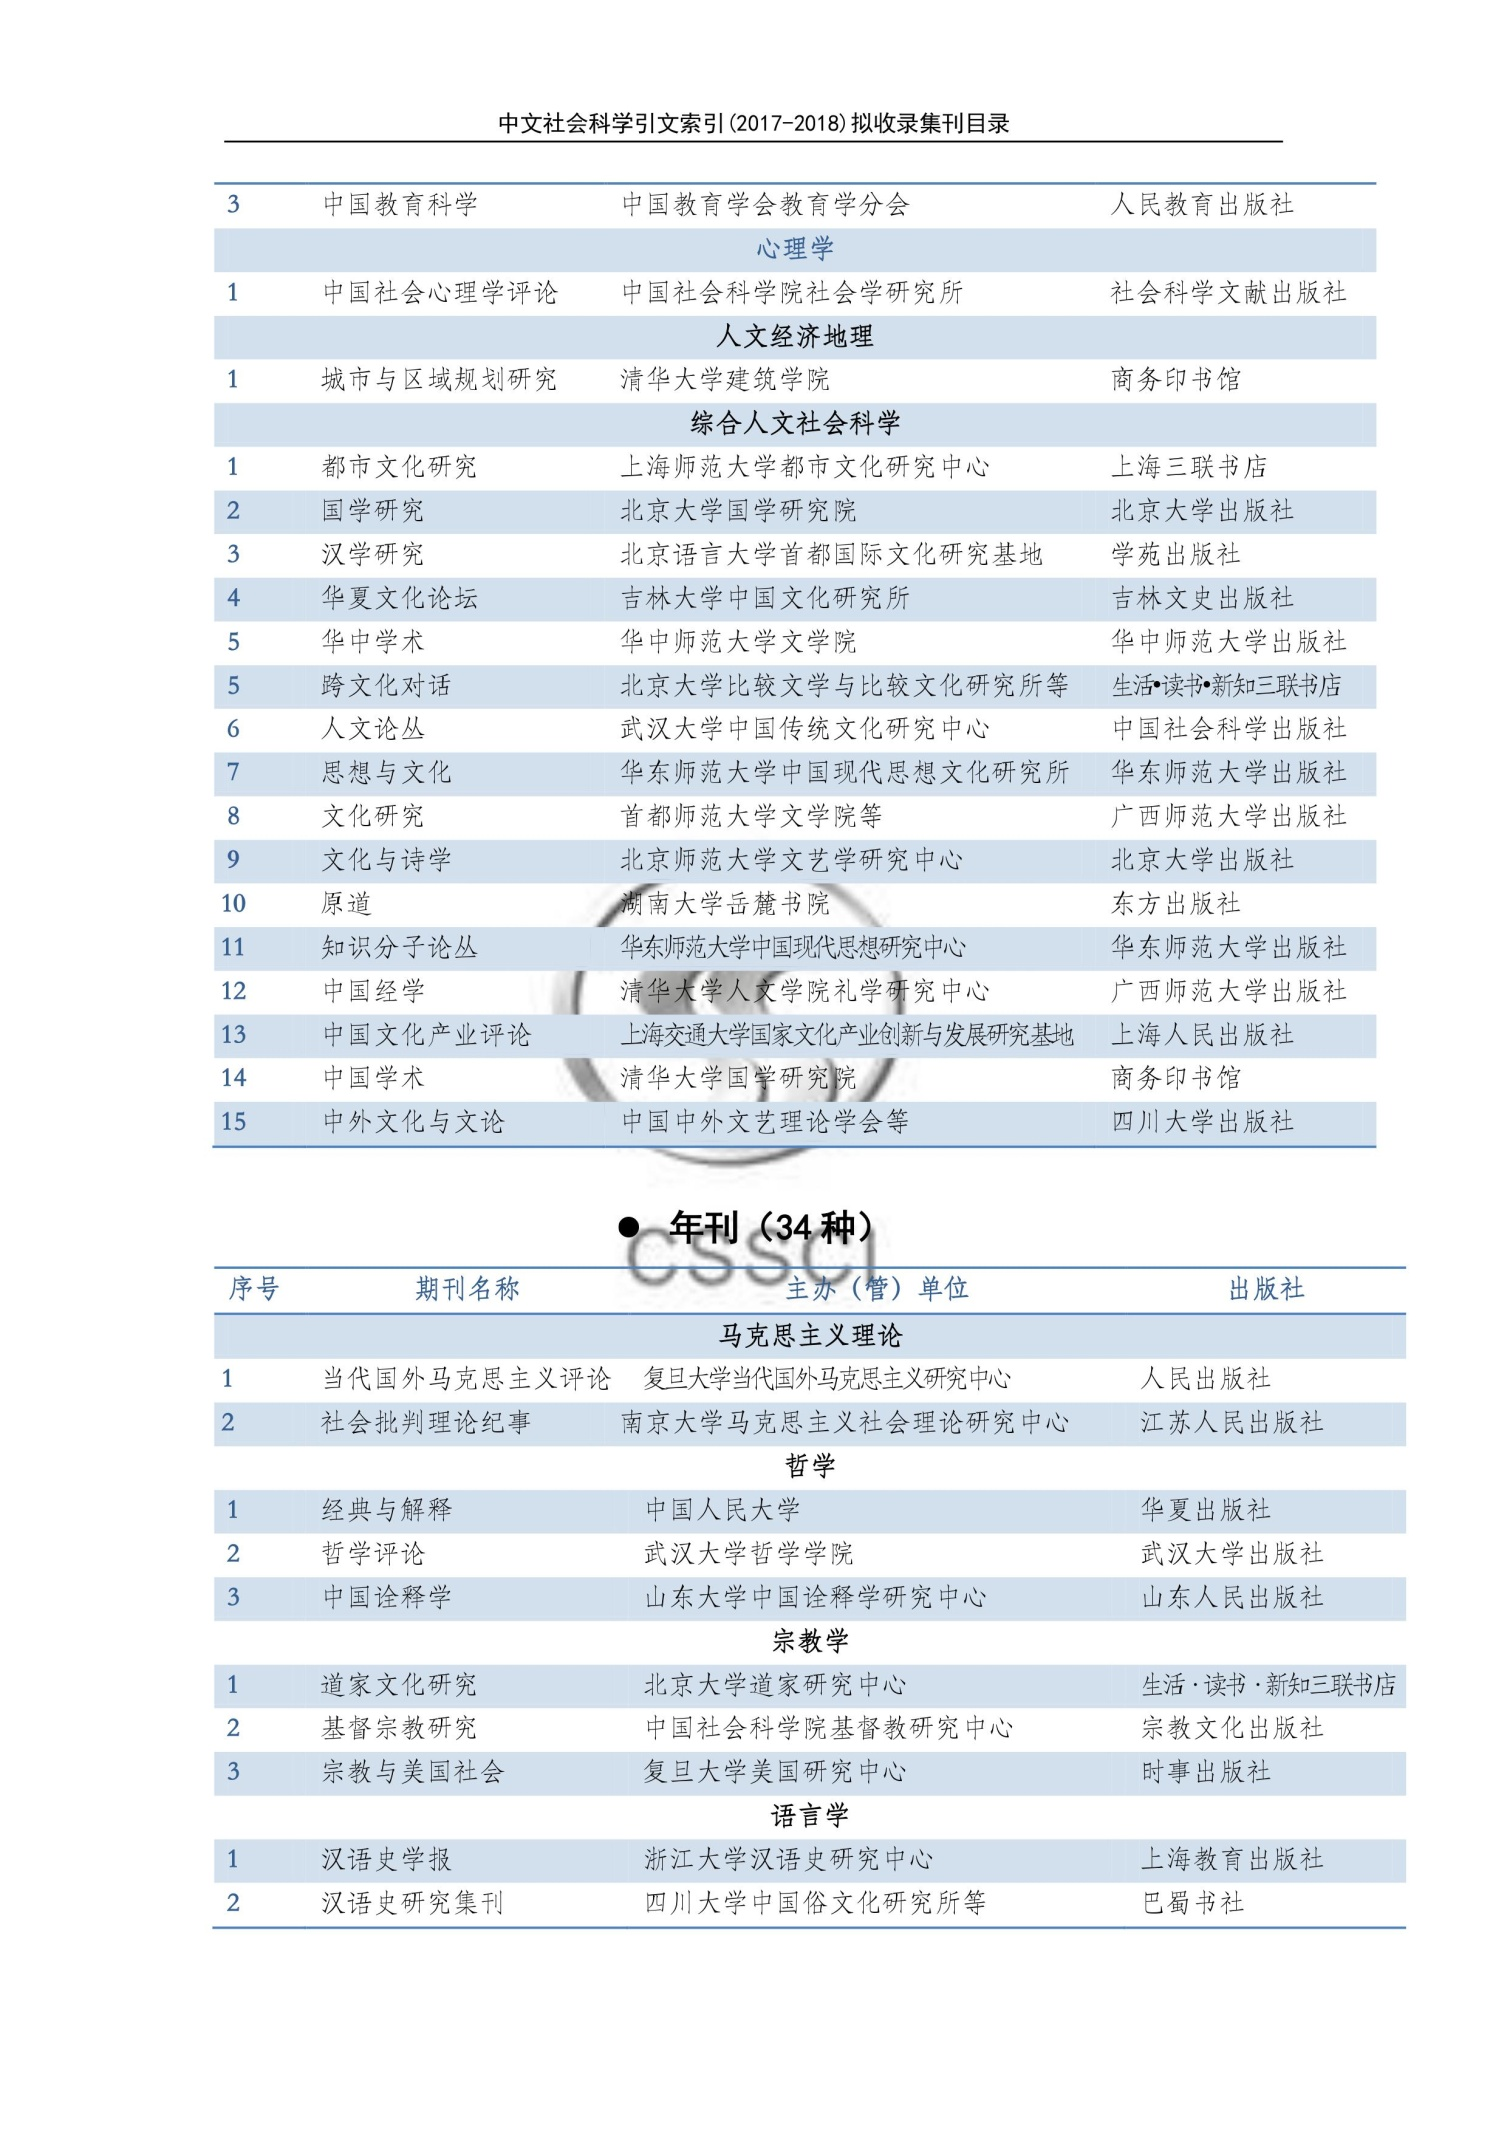 中文社会科学引文索引(2017-2018)拟收录集刊目录
3 中国教育科学 中国教育学会教育学分会 人民教育出版社
心理学
1 中国社会心理学评论 中国社会科学院社会学研究所 社会科学文献出版社
人文经济地理
1 城市与区域规划研究 清华大学建筑学院 商务印书馆
综合人文社会科学
1 都市文化研究 上海师范大学都市文化研究中心 上海三联书店
2 国学研究 北京大学国学研究院 北京大学出版社
3 汉学研究 北京语言大学首都国际文化研究基地 学苑出版社
4 华夏文化论坛 吉林大学中国文化研究所 吉林文史出版社
5 华中学术 华中师范大学文学院 华中师范大学出版社
5 跨文化对话 北京大学比较文学与比较文化研究所等 生活•读书•新知三联书店
6 人文论丛 武汉大学中国传统文化研究中心 中国社会科学出版社
7 思想与文化 华东师范大学中国现代思想文化研究所 华东师范大学出版社
8 文化研究 首都师范大学文学院等 广西师范大学出版社
9 文化与诗学 北京师范大学文艺学研究中心 北京大学出版社
10 原道 湖南大学岳麓书院 东方出版社
11 知识分子论丛 华东师范大学中国现代思想研究中心 华东师范大学出版社
12 中国经学 清华大学人文学院礼学研究中心 广西师范大学出版社
13 中国文化产业评论 上海交通大学国家文化产业创新与发展研究基地 上海人民出版社
14 中国学术 清华大学国学研究院 商务印书馆
15 中外文化与文论 中国中外文艺理论学会等 四川大学出版社
● 年刊（34 种）
CSSCI
序号 期刊名称 主办（管）单位 出版社
马克思主义理论
1 当代国外马克思主义评论 复旦大学当代国外马克思主义研究中心 人民出版社
2 社会批判理论纪事 南京大学马克思主义社会理论研究中心 江苏人民出版社
哲学
1 经典与解释 中国人民大学 华夏出版社
2 哲学评论 武汉大学哲学学院 武汉大学出版社
3 中国诠释学 山东大学中国诠释学研究中心 山东人民出版社
宗教学
1 道家文化研究 北京大学道家研究中心 生活·读书·新知三联书店
2 基督宗教研究 中国社会科学院基督教研究中心 宗教文化出版社
3 宗教与美国社会 复旦大学美国研究中心 时事出版社
语言学
1 汉语史学报 浙江大学汉语史研究中心 上海教育出版社
2 汉语史研究集刊 四川大学中国俗文化研究所等 巴蜀书社